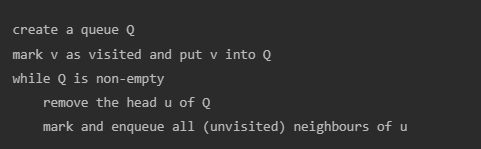 create a queue Q
mark v as visited and put v into Q
while Q is non-empty
    remove the head u of Q
    mark and enqueue all (unvisited) neighbours of u